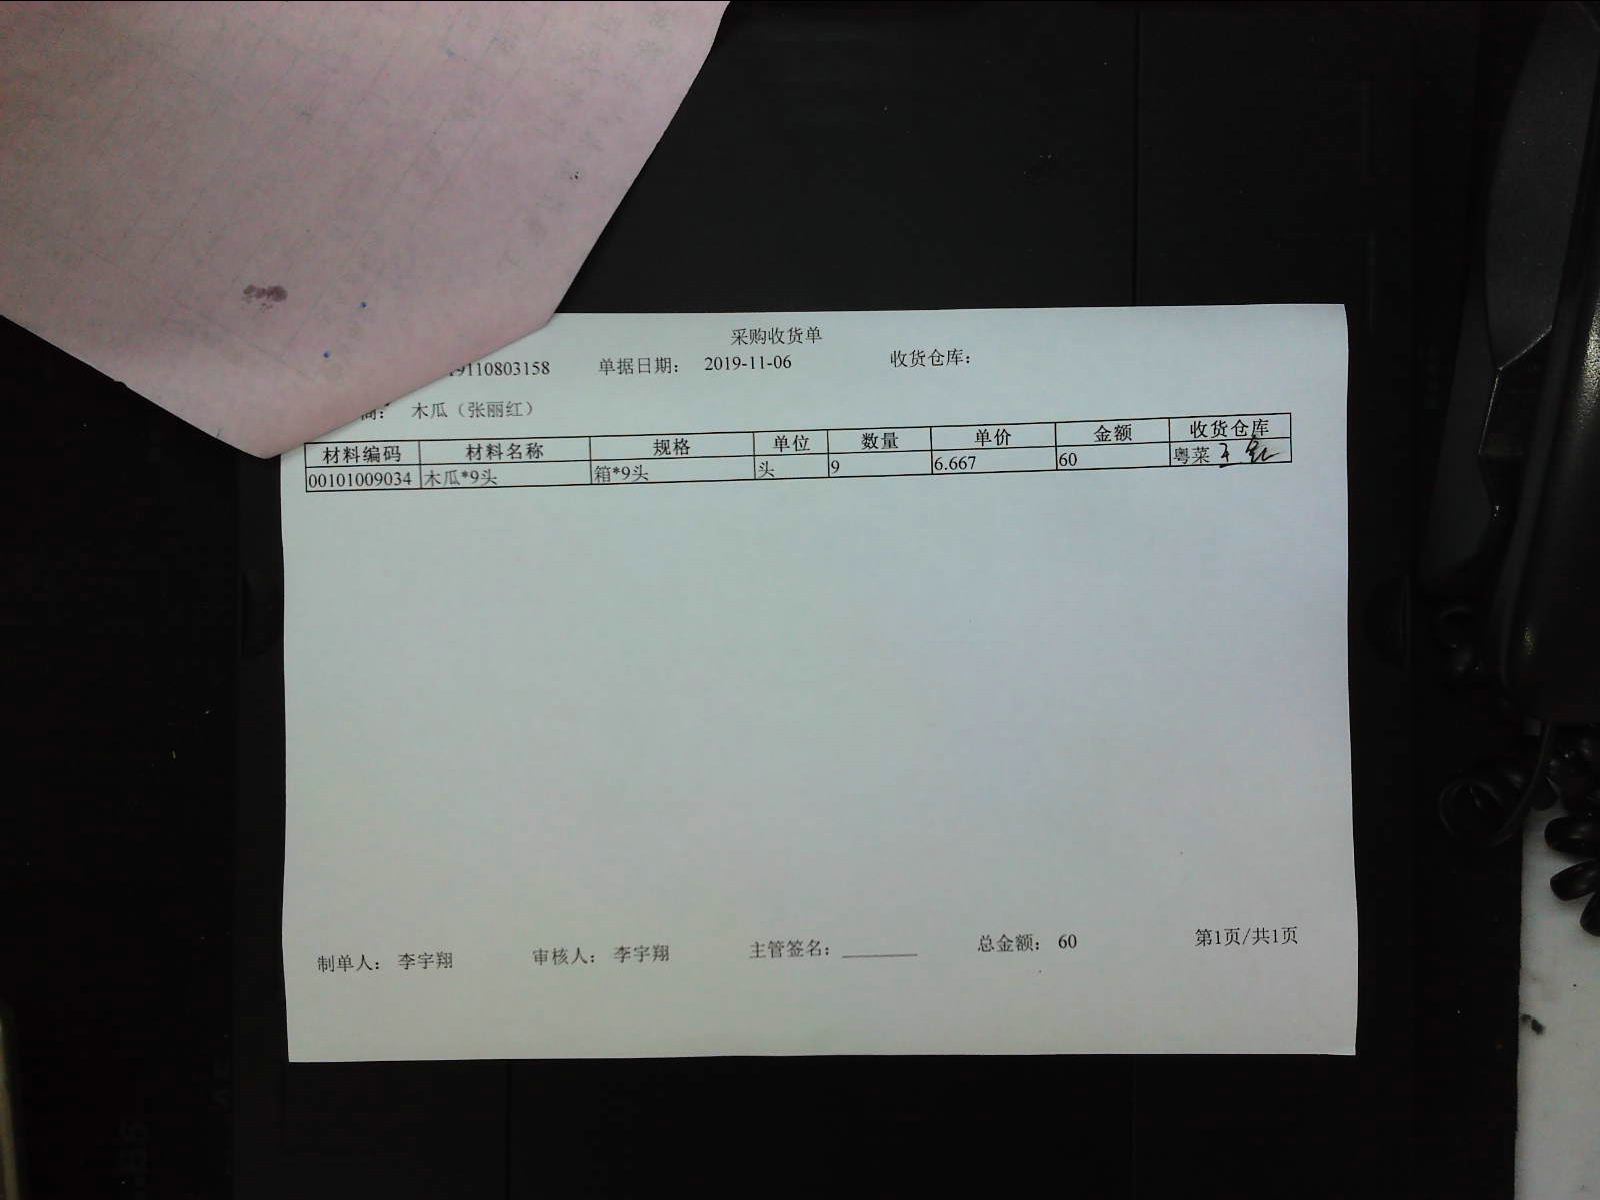 采购收货单
19110803158 单据日期： 2019-11-06 收货仓库：
商： 木瓜（张丽红）
材料编码 材料名称 规格 单位 数量 单价 金额 收货仓库
00101009034 木瓜*9头 箱*9头 头 9 6.667 60 粤菜
制单人： 李宇翔 审核人： 李宇翔 主管签名： 总金额： 60 第1页/共1页